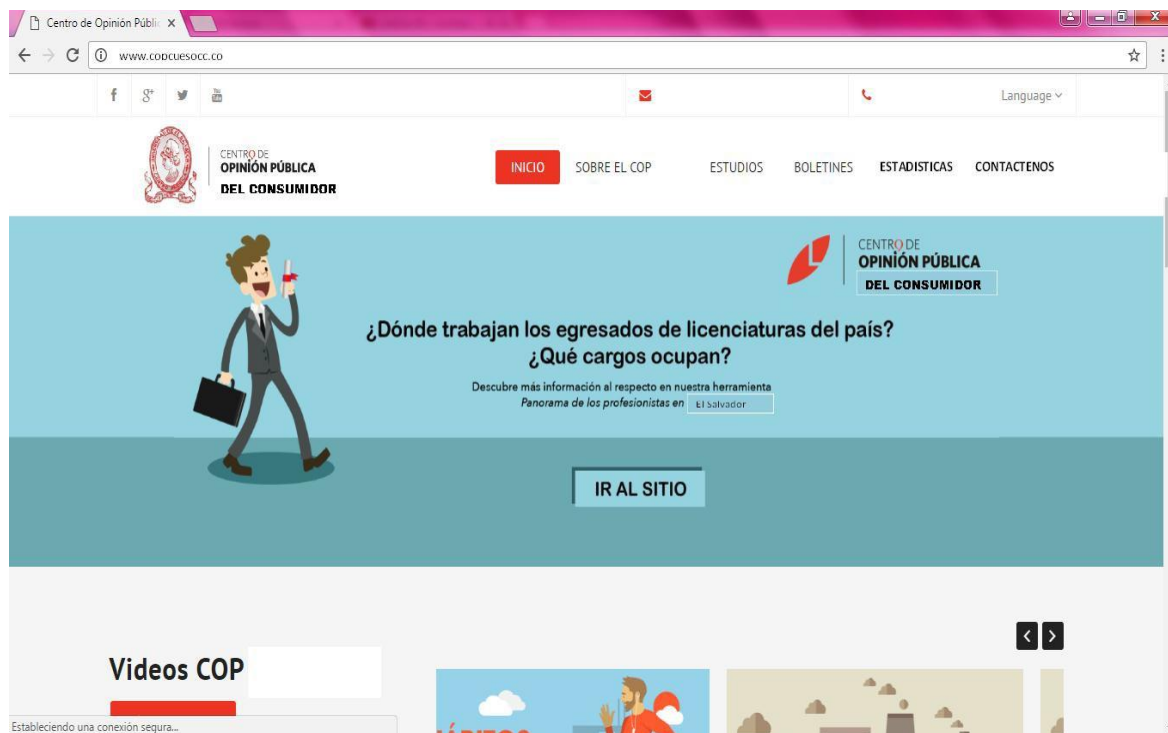 Centro de Opinión Públi
www.copcuesocc.co
Language
CENTRO DE
OPINIÓN PÚBLICA
DEL CONSUMIDOR
INICIO SOBRE EL COP ESTUDIOS BOLETINES ESTADISTICAS CONTACTENOS
CENTRO DE
OPINIÓN PÚBLICA
DEL CONSUMIDOR
¿Dónde trabajan los egresados de licenciaturas del país?
¿Qué cargos ocupan?
Descubre más información al respecto en nuestra herramienta
Panorama de los profesionistas en El Salvador
IR AL SITIO
Videos COP
Estableciendo una conexión segura...